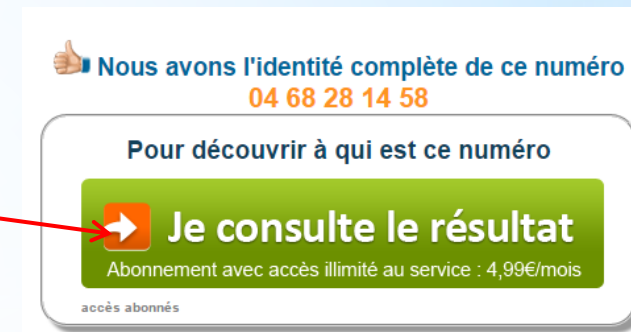 Nous avons l'identité complète de ce numéro
04 68 28 14 58
Pour découvrir à qui est ce numéro
Je consulte le résultat
Abonnement avec accès illimité au service : 4,99€/mois
accès abonnés